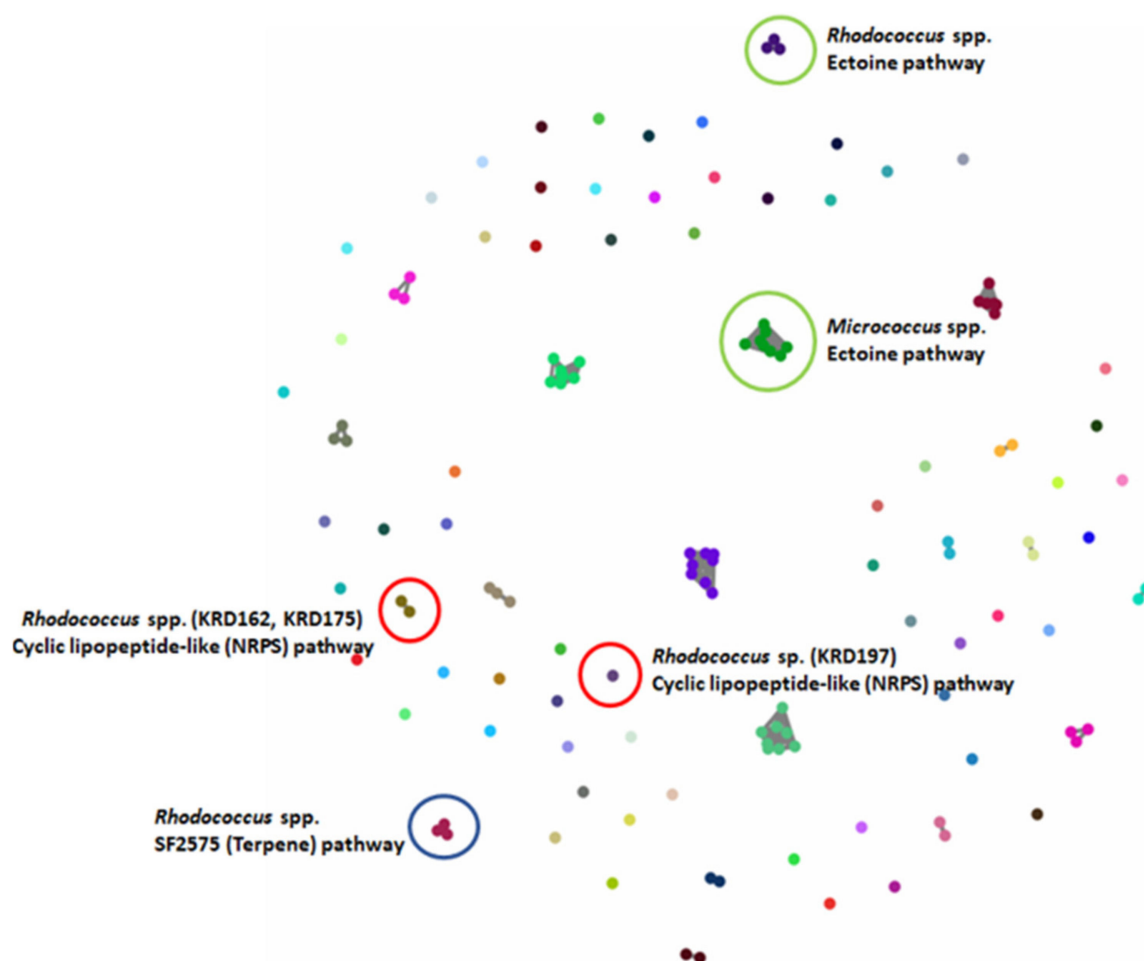 Rhodococcus spp.
Ectoine pathway
Micrococcus spp.
Ectoine pathway
Rhodococcus spp. (KRD162, KRD175)
Cyclic lipopeptide-like (NRPS) pathway
Rhodococcus sp. (KRD197)
Cyclic lipopeptide-like (NRPS) pathway
Rhodococcus spp.
SF2575 (Terpene) pathway